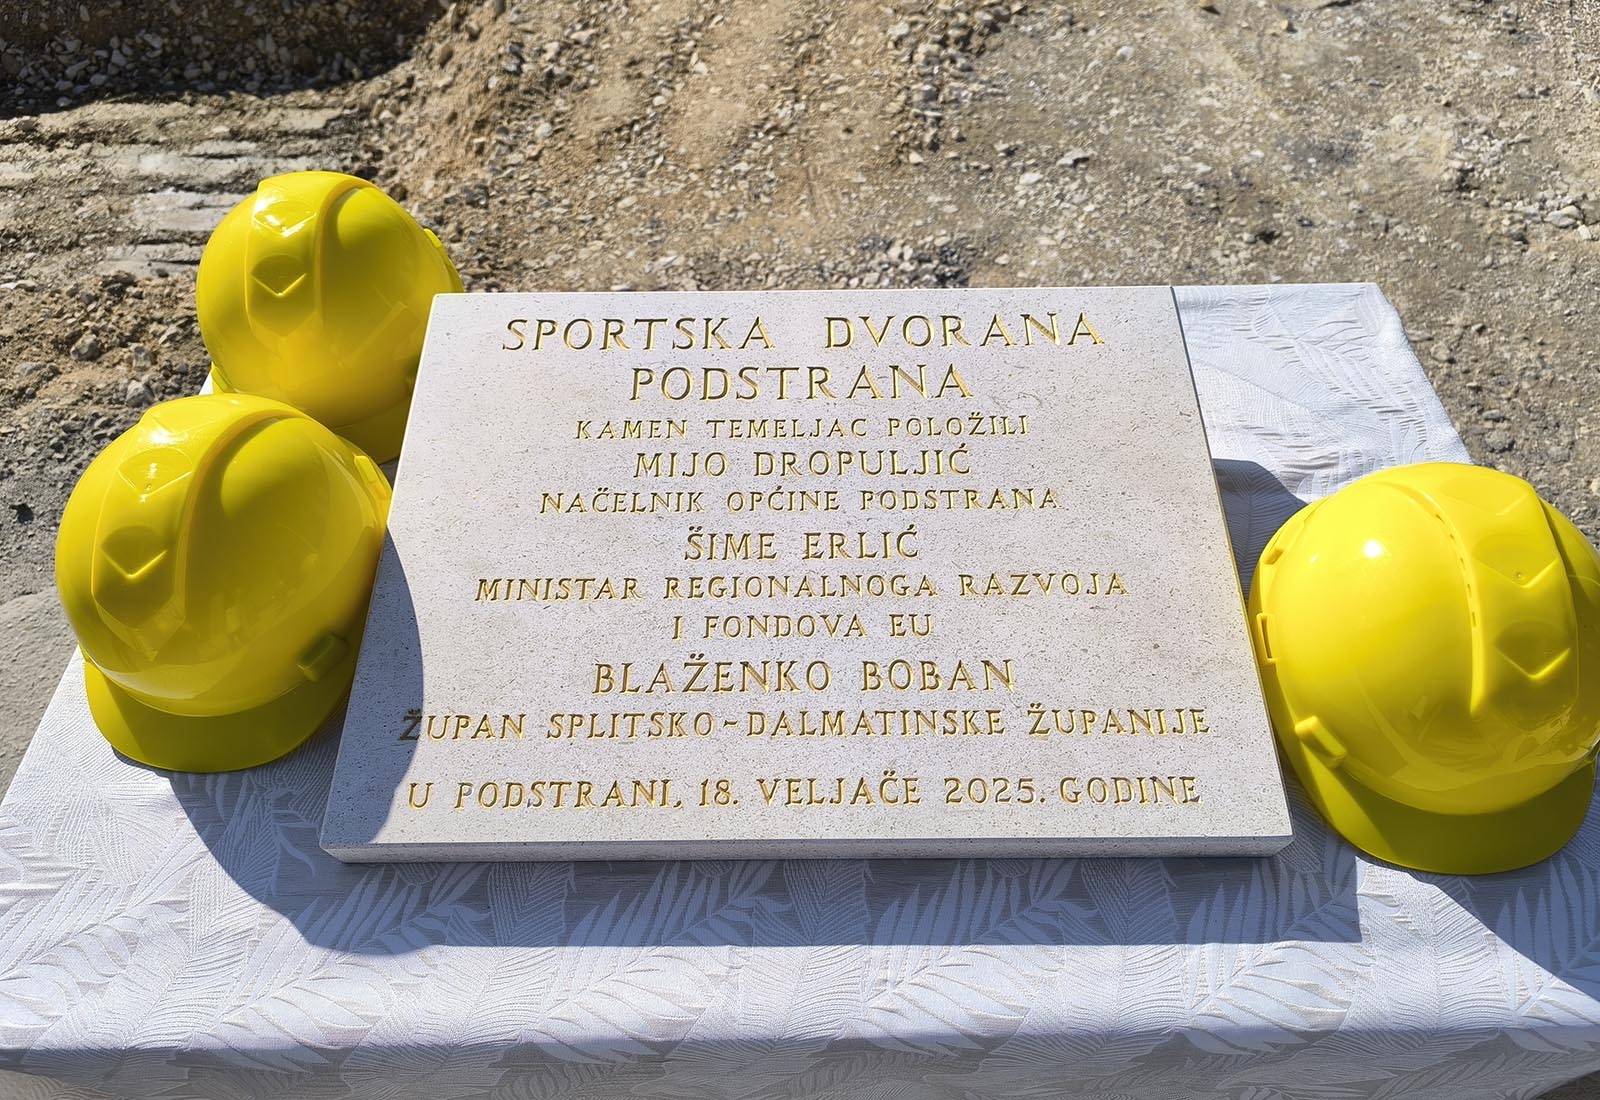 SPORTSKA DVORANA
PODSTRANA
KAMEN TEMELJAC POLOŽILI
MIJO DROPULJIĆ
NAČELNIK OPĆINE PODSTRANA
ŠIME ERLIĆ
MINISTAR REGIONALNOGA RAZVOJA
I FONDOVA EU
BLAŽENKO BOBAN
ŽUPAN SPLITSKO-DALMATINSKE ŽUPANIJE
U PODSTRANI, 18. VELJAČE 2025. GODINE